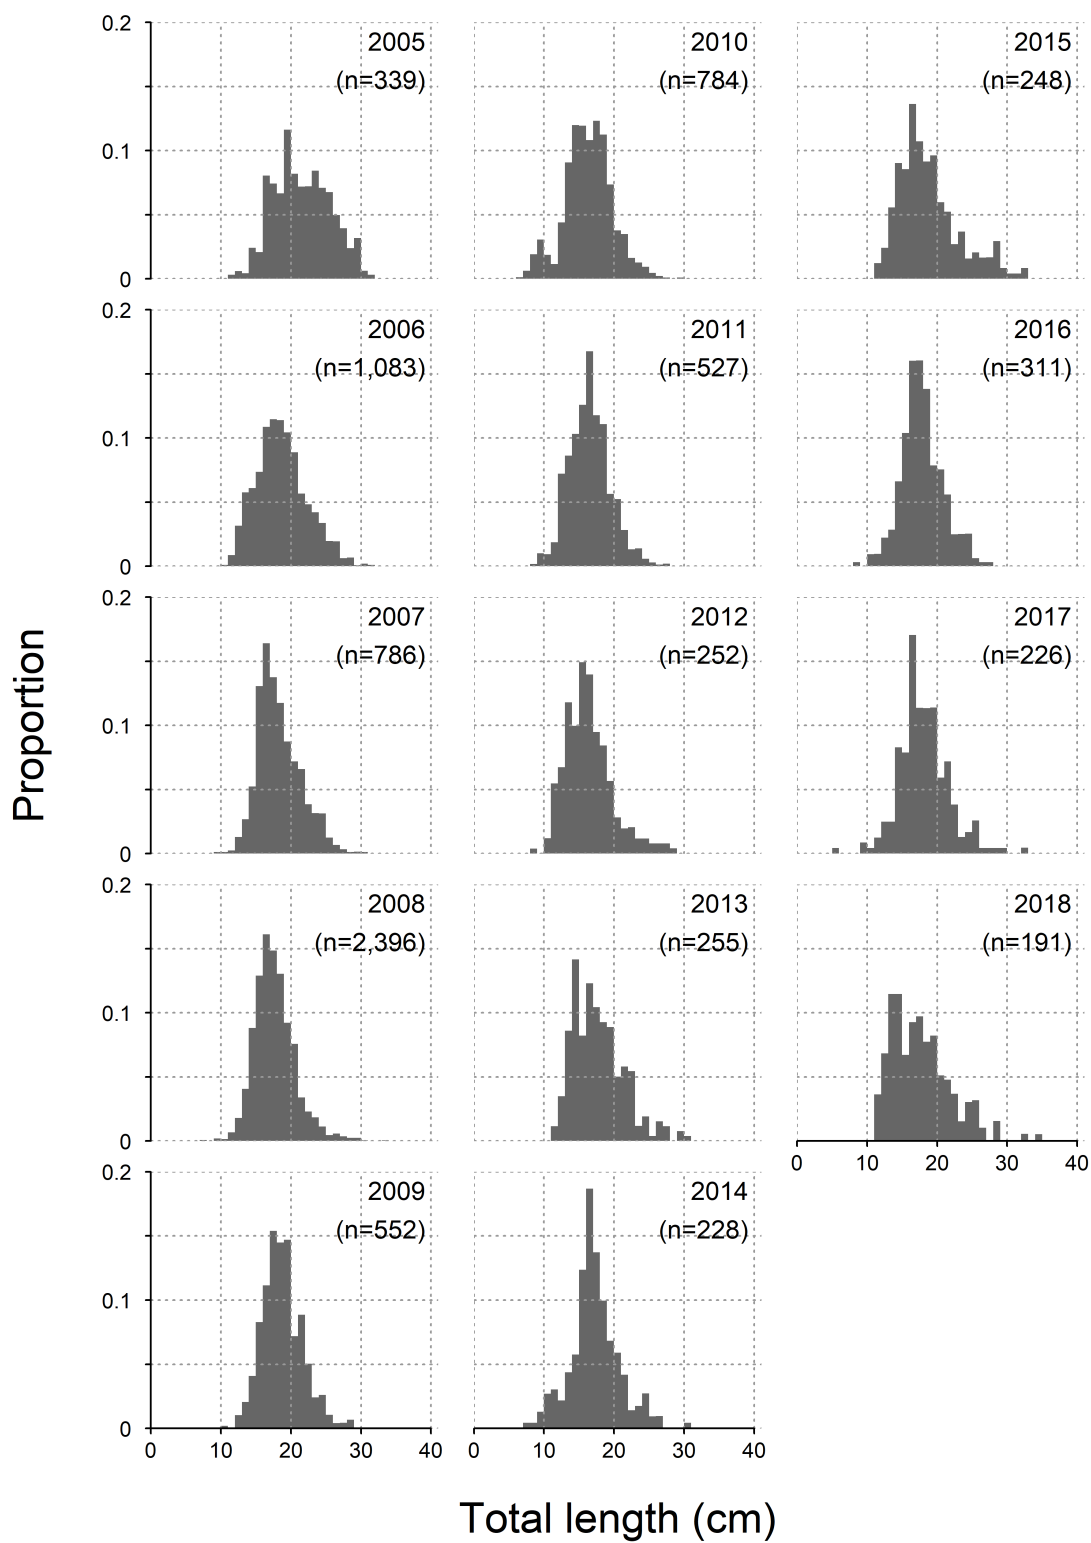 0.2
0.1
0
2005
(n=339)
2010
(n=784)
2015
(n=248)
0.2
0.1
0
2006
(n=1,083)
2011
(n=527)
2016
(n=311)
0.2
0.1
0
2007
(n=786)
2012
(n=252)
2017
(n=226)
0.2
0.1
0
2008
(n=2,396)
2013
(n=255)
2018
(n=191)
0 10 20 30 40
0.2
0.1
0
2009
(n=552)
2014
(n=228)
0 10 20 30 40
0 10 20 30 40
Proportion
Total length (cm)